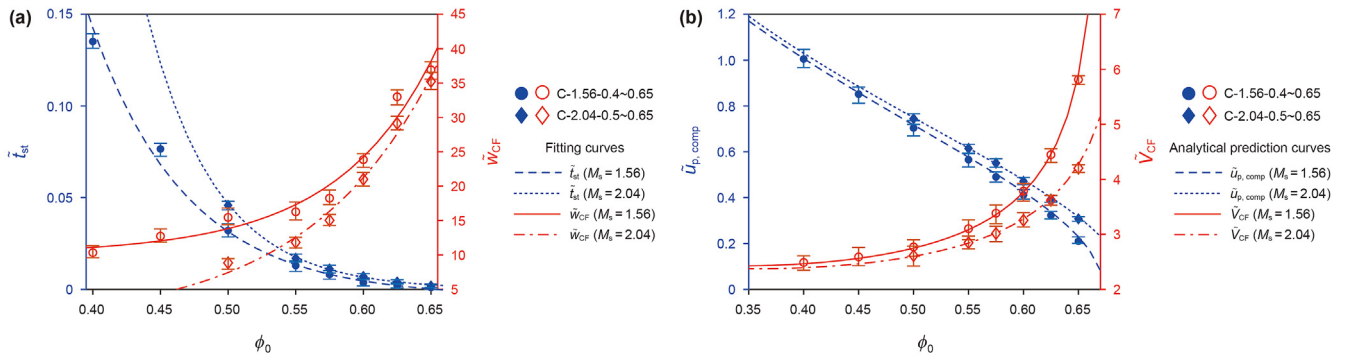 (a)
0.15
0.10
0.05
0
t̃st
0.40
0.45
0.50
0.55
0.60
0.65
ϕ0
45
40
35
30
25
20
15
10
5
w̃CF
C-1.56-0.4~0.65
C-2.04-0.5~0.65
Fitting curves
t̃st (Ms = 1.56)
t̃st (Ms = 2.04)
w̃CF (Ms = 1.56)
w̃CF (Ms = 2.04)
(b)
1.2
1.0
0.8
0.6
0.4
0.2
0.0
ũp, comp
0.35
0.40
0.45
0.50
0.55
0.60
0.65
ϕ0
7
6
5
4
3
2
ṼCF
C-1.56-0.4~0.65
C-2.04-0.5~0.65
Analytical prediction curves
ũp, comp (Ms = 1.56)
ũp, comp (Ms = 2.04)
ṼCF (Ms = 1.56)
ṼCF (Ms = 2.04)